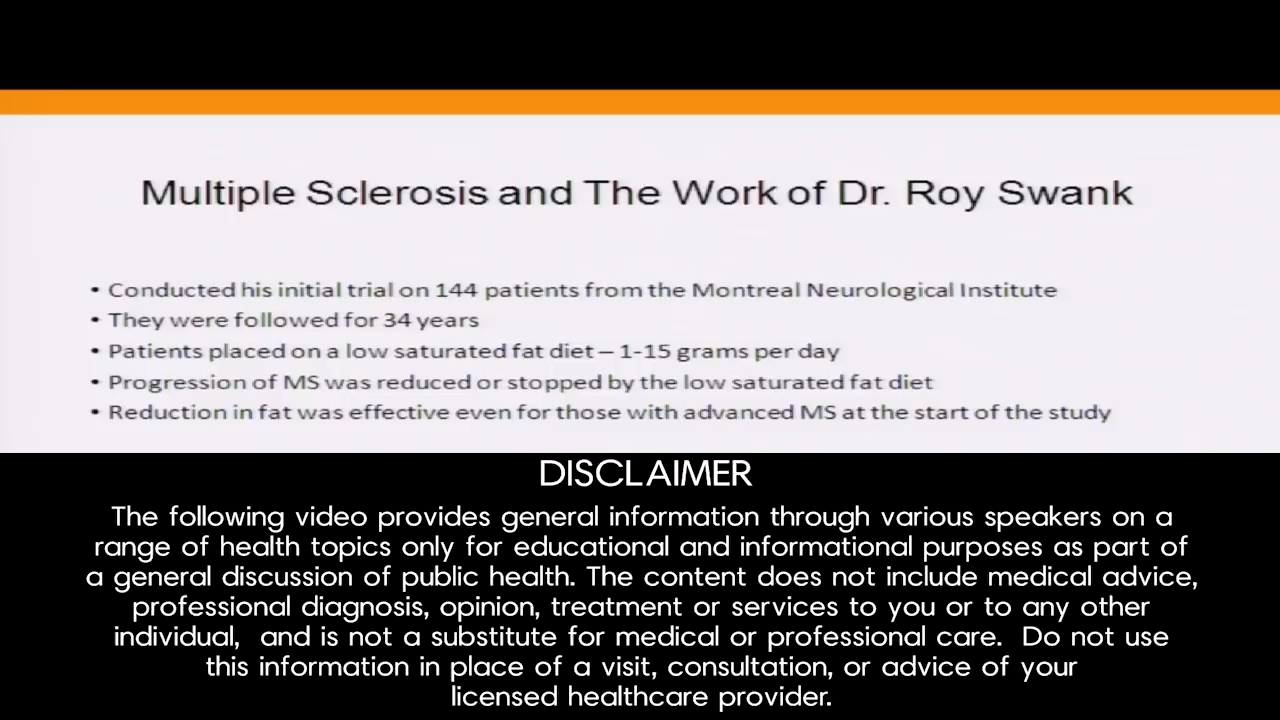 Multiple Sclerosis and The Work of Dr. Roy Swank
• Conducted his initial trial on 144 patients from the Montreal Neurological Institute
• They were followed for 34 years
• Patients placed on a low saturated fat diet – 1-15 grams per day
• Progression of MS was reduced or stopped by the low saturated fat diet
• Reduction in fat was effective even for those with advanced MS at the start of the study
DISCLAIMER
The following video provides general information through various speakers on a
range of health topics only for educational and informational purposes as part of
a general discussion of public health. The content does not include medical advice,
professional diagnosis, opinion, treatment or services to you or to any other
individual, and is not a substitute for medical or professional care. Do not use
this information in place of a visit, consultation, or advice of your
licensed healthcare provider.